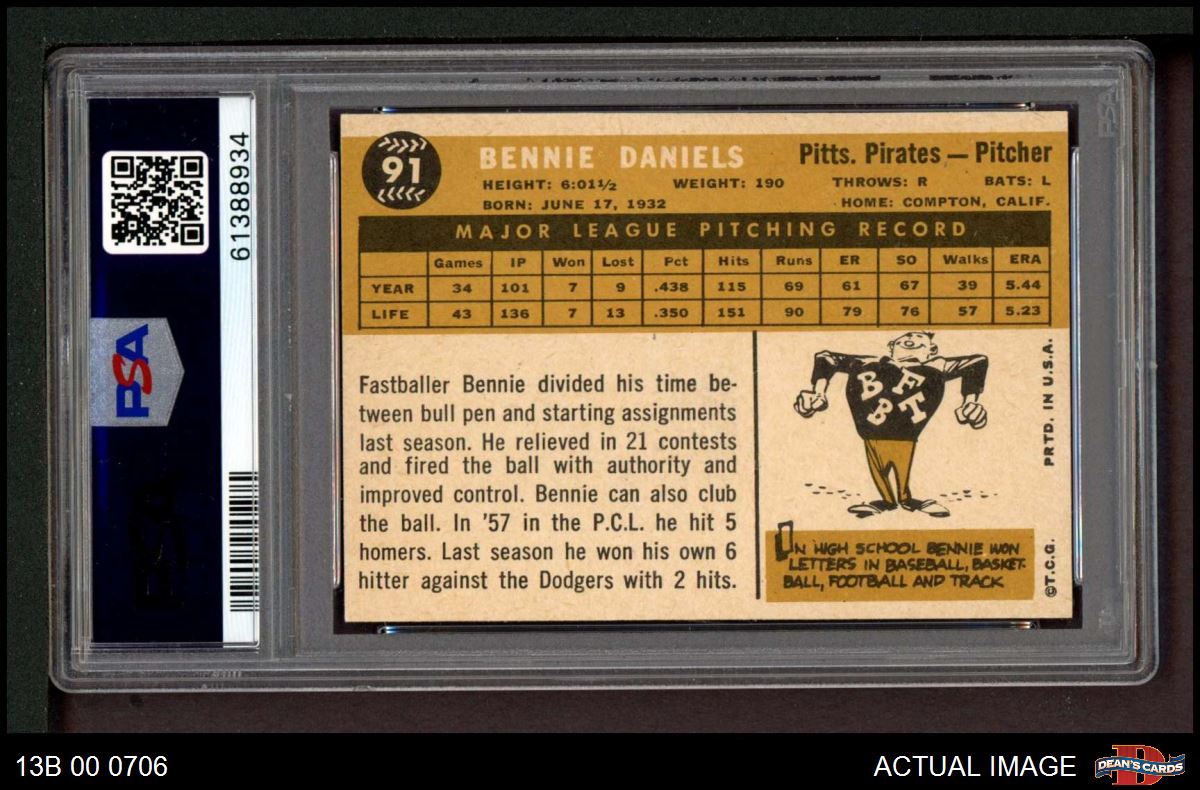 61388934
PSA
91
BENNIE DANIELS
Pitts. Pirates — Pitcher
HEIGHT: 6:01½ WEIGHT: 190 THROWS: R BATS: L
BORN: JUNE 17, 1932 HOME: COMPTON, CALIF.
MAJOR LEAGUE PITCHING RECORD
Games IP Won Lost Pct Hits Runs ER SO Walks ERA
YEAR 34 101 7 9 .438 115 69 61 67 39 5.44
LIFE 43 136 7 13 .350 151 90 79 76 57 5.23
Fastballer Bennie divided his time be-
tween bull pen and starting assignments
last season. He relieved in 21 contests
and fired the ball with authority and
improved control. Bennie can also club
the ball. In '57 in the P.C.L. he hit 5
homers. Last season he won his own 6
hitter against the Dodgers with 2 hits.
B F
B T
IN HIGH SCHOOL BENNIE WON
LETTERS IN BASEBALL, BASKET-
BALL, FOOTBALL AND TRACK
©T.C.G. PRTD. IN U.S.A.
PSA
13B 00 0706
ACTUAL IMAGE
DEAN'S CARDS